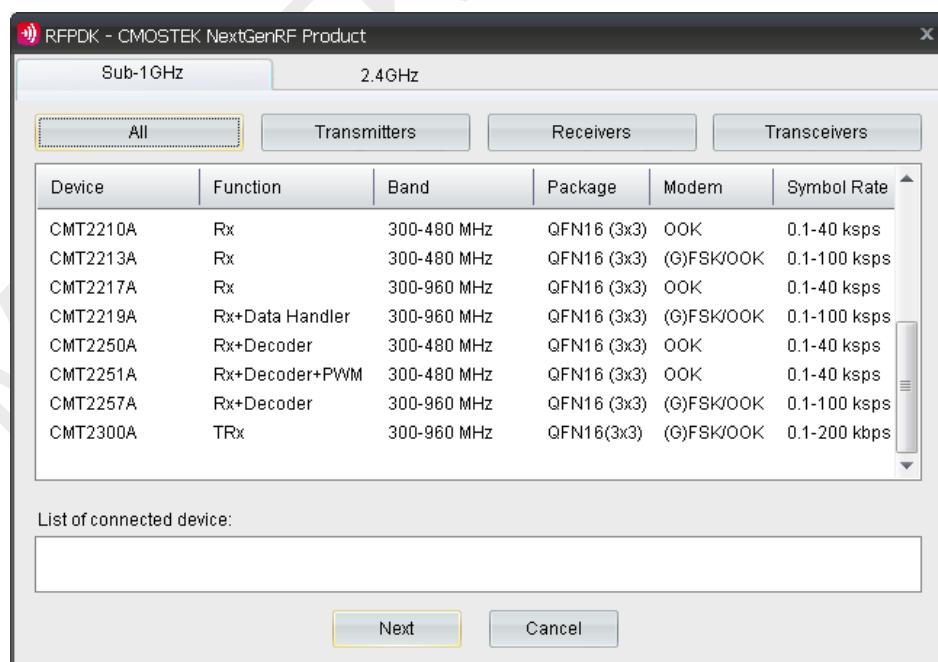 RFPDK - CMOSTEK NextGenRF Product x
Sub-1GHz 2.4GHz
All Transmitters Receivers Transceivers
Device Function Band Package Modem Symbol Rate
CMT2210A Rx 300-480 MHz QFN16 (3x3) OOK 0.1-40 ksps
CMT2213A Rx 300-480 MHz QFN16 (3x3) (G)FSK/OOK 0.1-100 ksps
CMT2217A Rx 300-960 MHz QFN16 (3x3) OOK 0.1-40 ksps
CMT2219A Rx+Data Handler 300-960 MHz QFN16 (3x3) (G)FSK/OOK 0.1-100 ksps
CMT2250A Rx+Decoder 300-480 MHz QFN16 (3x3) OOK 0.1-40 ksps
CMT2251A Rx+Decoder+PWM 300-480 MHz QFN16 (3x3) OOK 0.1-40 ksps
CMT2257A Rx+Decoder 300-960 MHz QFN16 (3x3) (G)FSK/OOK 0.1-100 ksps
CMT2300A TRx 300-960 MHz QFN16(3x3) (G)FSK/OOK 0.1-200 kbps
List of connected device:
Next Cancel